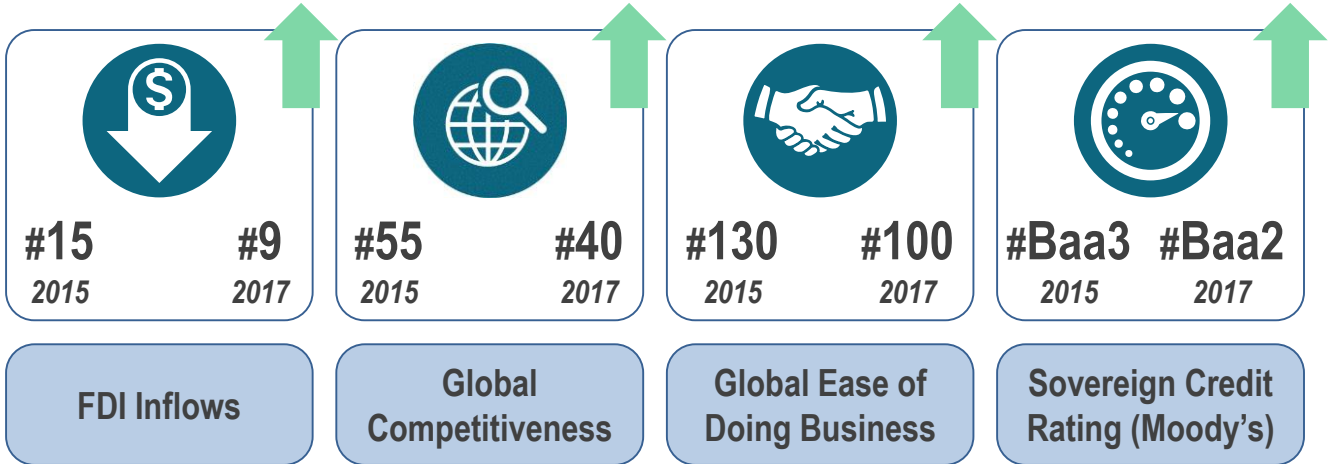 $
#15 #9
2015 2017
FDI Inflows
#55 #40
2015 2017
Global
Competitiveness
#130 #100
2015 2017
Global Ease of
Doing Business
#Baa3 #Baa2
2015 2017
Sovereign Credit
Rating (Moody’s)